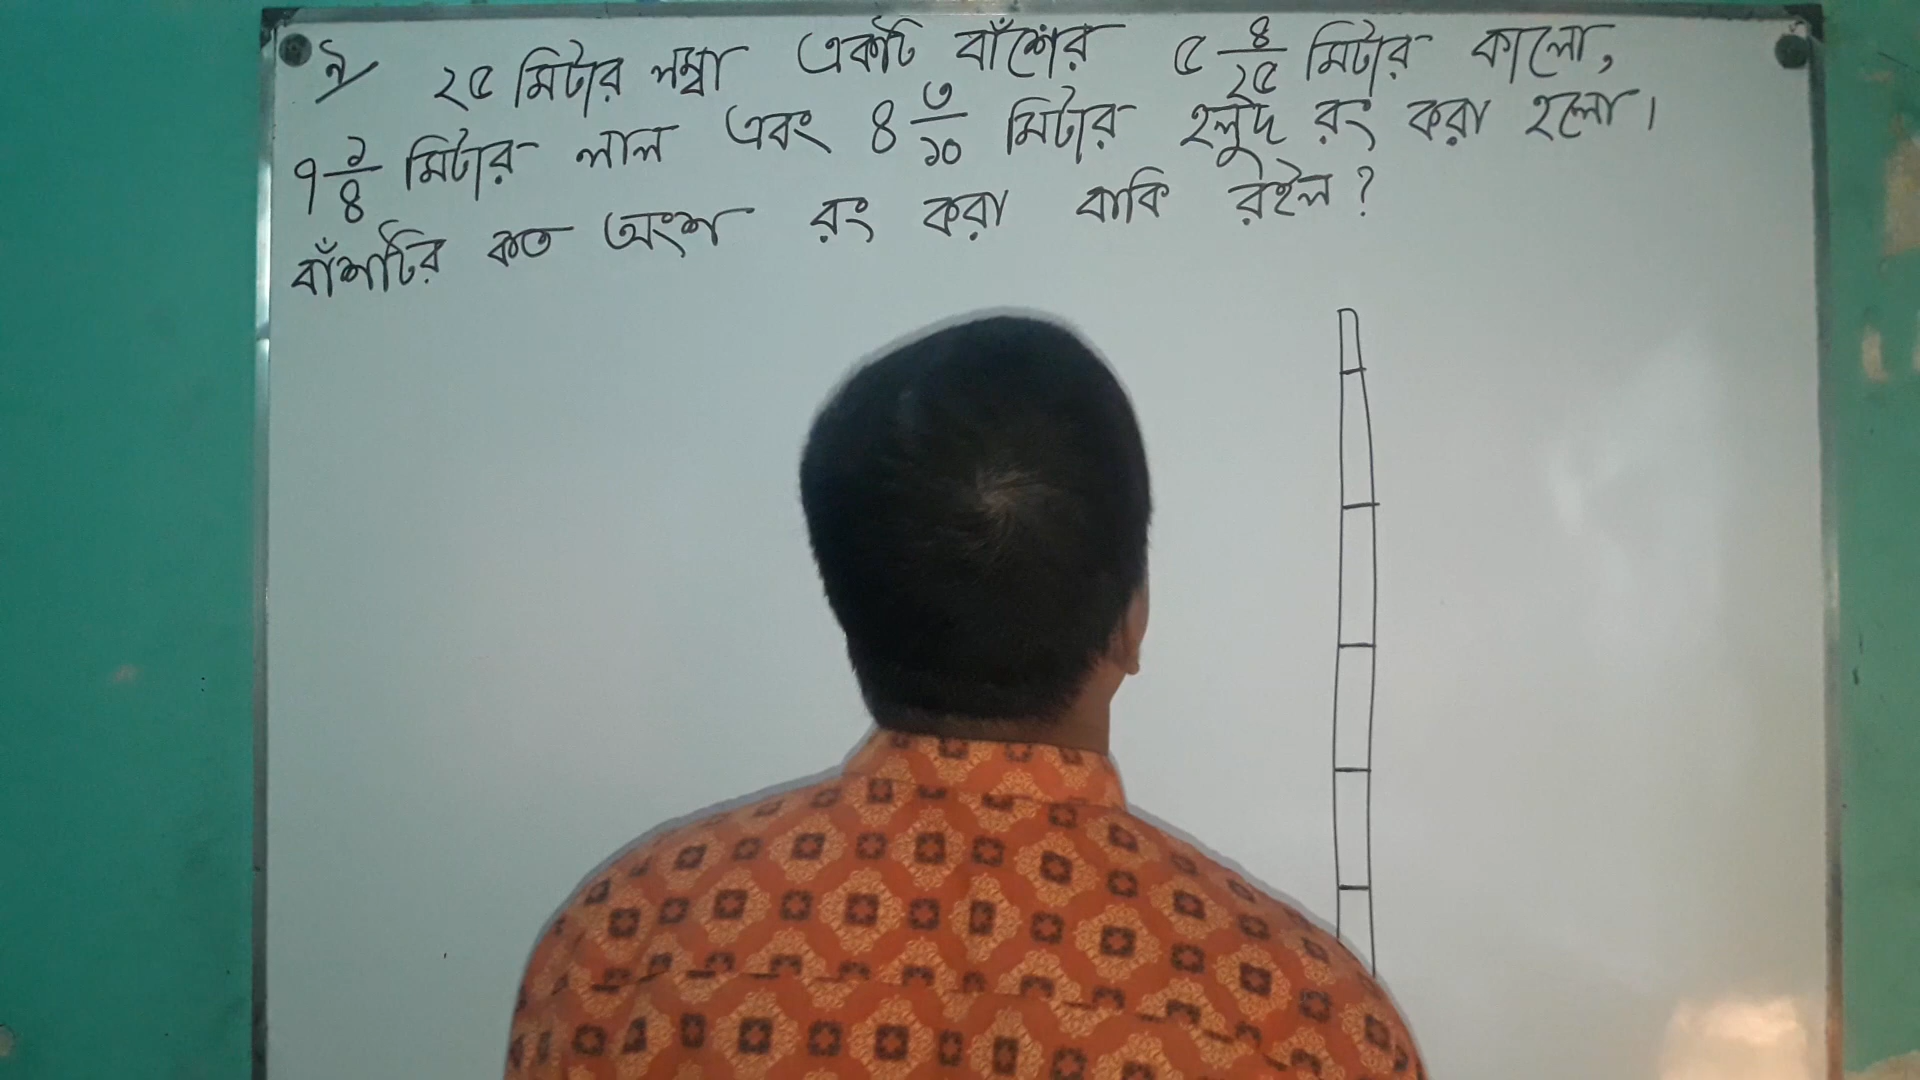 ৯/ ২৫ মিটার লম্বা একটি বাঁশের ৫ ৪/২৫ মিটার কালো,
৭ ১/৪ মিটার লাল এবং ৪ ৩/১০ মিটার হলুদ রং করা হলো।
বাঁশটির কত অংশ রং করা বাকি রইল?